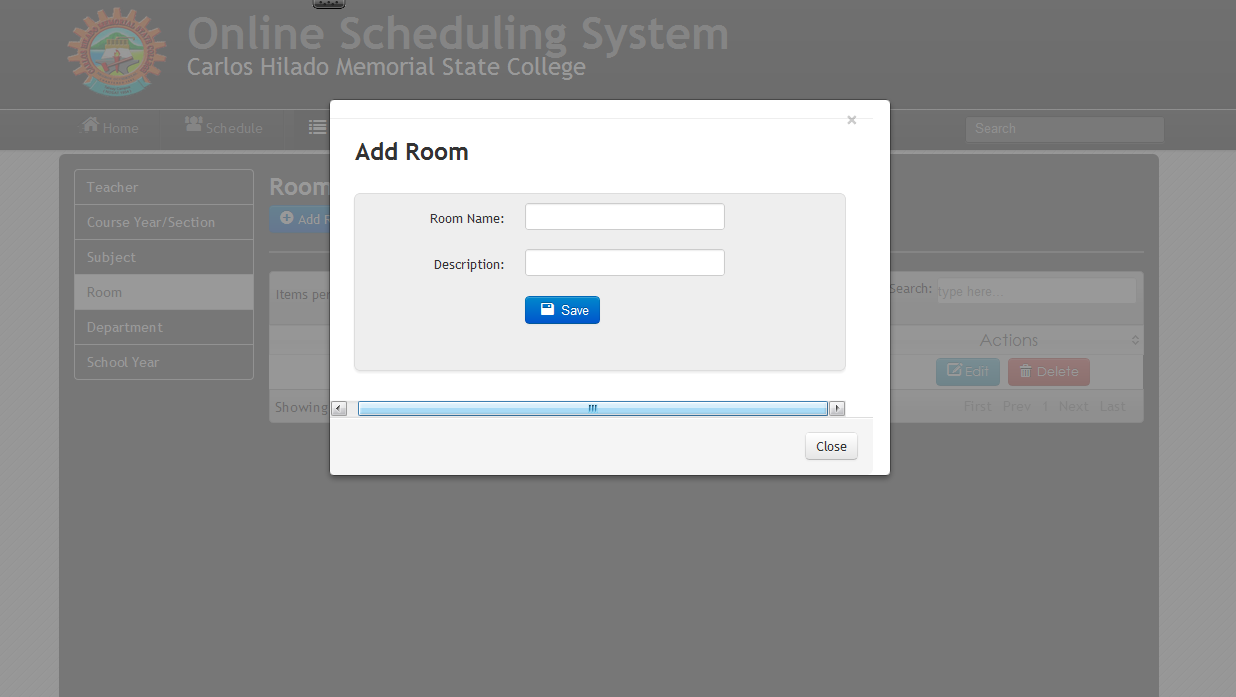 Online Scheduling System
Carlos Hilado Memorial State College
Home
Schedule
Search
×
Add Room
Teacher
Course Year/Section
Subject
Room
Department
School Year
Room
Add R
Room Name:
Description:
Save
Items per
Search:
type here...
Actions
Edit
Delete
Showing
First Prev 1 Next Last
Close